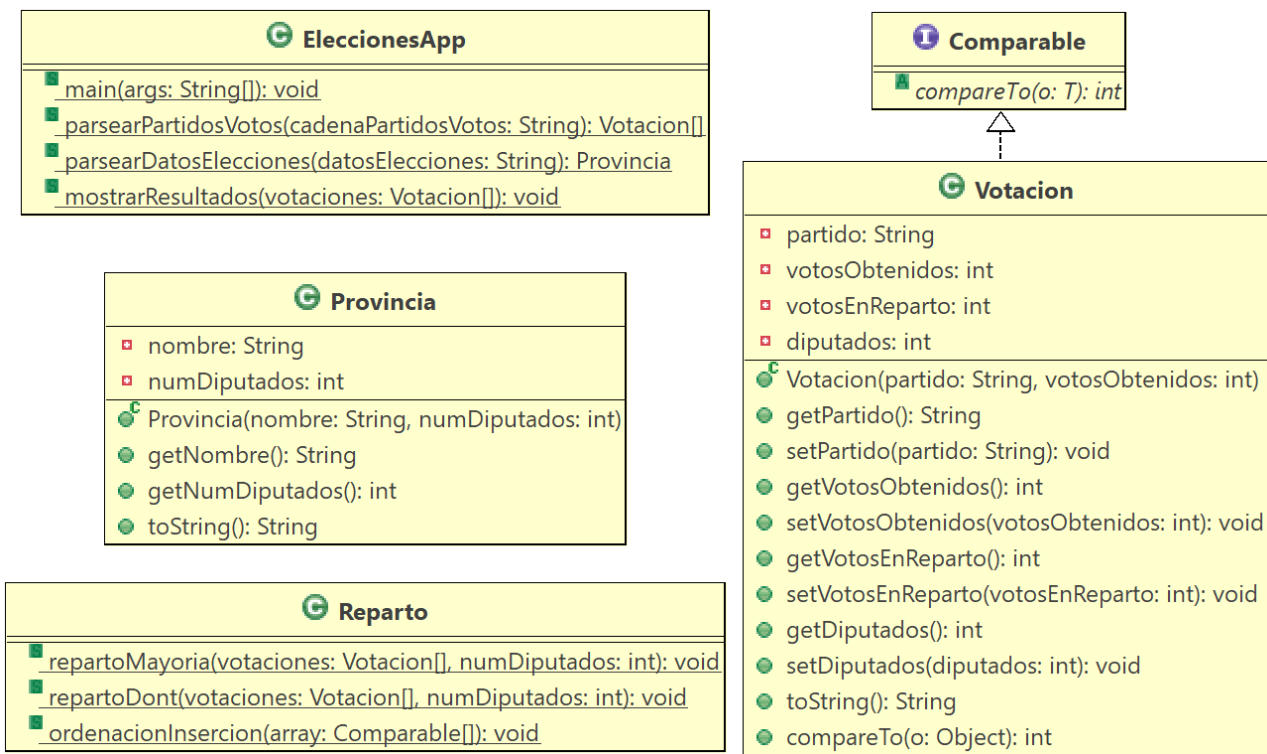 EleccionesApp
main(args: String[]): void
parsearPartidosVotos(cadenaPartidosVotos: String): Votacion[]
parsearDatosElecciones(datosElecciones: String): Provincia
mostrarResultados(votaciones: Votacion[]): void
Comparable
compareTo(o: T): int
Provincia
nombre: String
numDiputados: int
Provincia(nombre: String, numDiputados: int)
getNombre(): String
getNumDiputados(): int
toString(): String
Reparto
repartoMayoria(votaciones: Votacion[], numDiputados: int): void
repartoDont(votaciones: Votacion[], numDiputados: int): void
ordenacionInsercion(array: Comparable[]): void
Votacion
partido: String
votosObtenidos: int
votosEnReparto: int
diputados: int
Votacion(partido: String, votosObtenidos: int)
getPartido(): String
setPartido(partido: String): void
getVotosObtenidos(): int
setVotosObtenidos(votosObtenidos: int): void
getVotosEnReparto(): int
setVotosEnReparto(votosEnReparto: int): void
getDiputados(): int
setDiputados(diputados: int): void
toString(): String
compareTo(o: Object): int